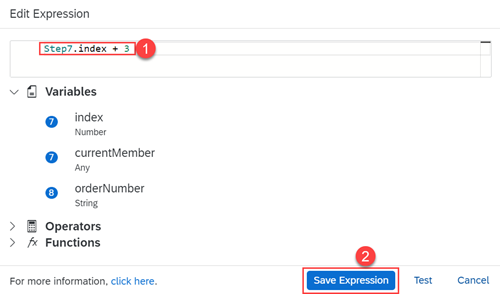 Edit Expression
Step7.index + 3
1
Variables
7 index
Number
7 currentMember
Any
8 orderNumber
String
Operators
fx Functions
2
For more information, click here. Save Expression Test Cancel